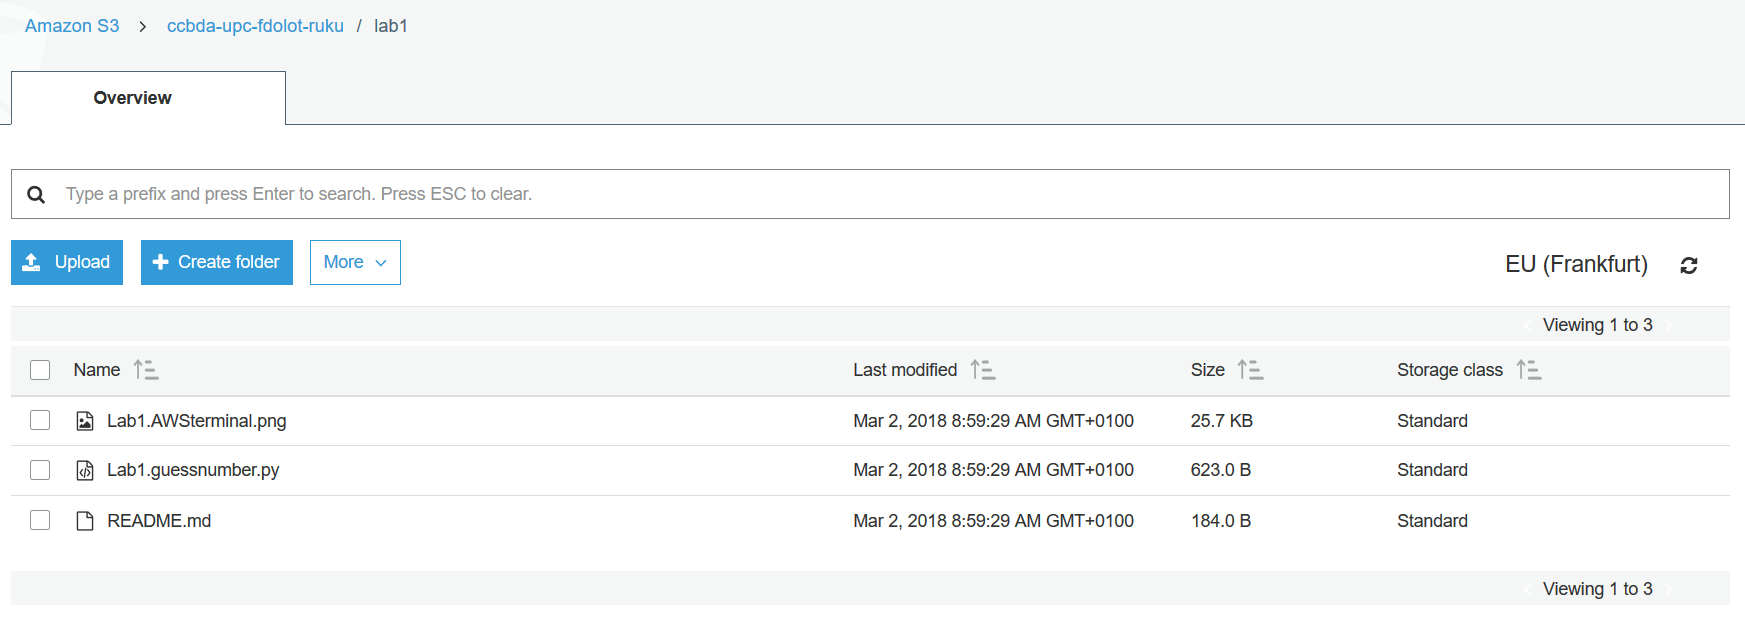 Amazon S3 > ccbda-upc-fdolot-ruku / lab1
Overview
Type a prefix and press Enter to search. Press ESC to clear.
Upload Create folder More EU (Frankfurt)
Viewing 1 to 3
Name Last modified Size Storage class
Lab1.AWSterminal.png Mar 2, 2018 8:59:29 AM GMT+0100 25.7 KB Standard
Lab1.guessnumber.py Mar 2, 2018 8:59:29 AM GMT+0100 623.0 B Standard
README.md Mar 2, 2018 8:59:29 AM GMT+0100 184.0 B Standard
Viewing 1 to 3